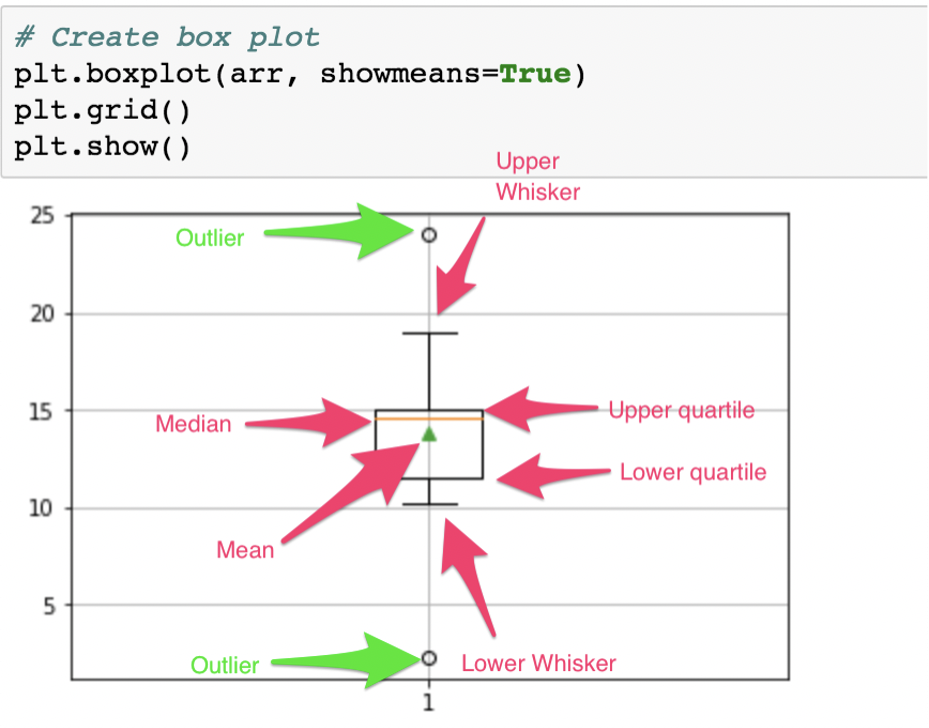 # Create box plot
plt.boxplot(arr, showmeans=True)
plt.grid()
plt.show()
Upper
Whisker
25
Outlier
20
15
Median
Upper quartile
Lower quartile
10
Mean
5
Outlier
Lower Whisker
1